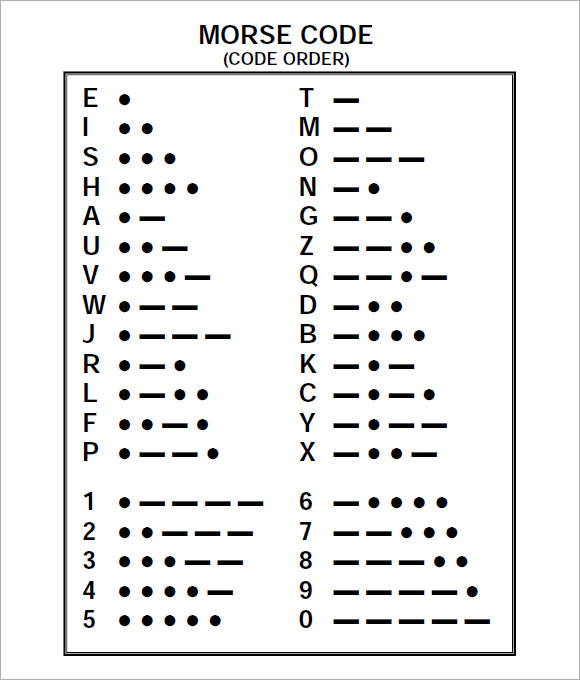 MORSE CODE
(CODE ORDER)
E ● T —
I ● ● M — —
S ● ● ● O — — —
H ● ● ● ● N — ●
A ● — G — — ●
U ● ● — Z — — ● ●
V ● ● ● — Q — — ● —
W ● — — D — ● ●
J ● — — — B — ● ● ●
R ● — ● K — ● —
L ● — ● ● C — ● — ●
F ● ● — ● Y — ● — —
P ● — — ● X — ● ● —
1 ● — — — — 6 — ● ● ● ●
2 ● ● — — — 7 — — ● ● ●
3 ● ● ● — — 8 — — — ● ●
4 ● ● ● ● — 9 — — — — ●
5 ● ● ● ● ● 0 — — — — —